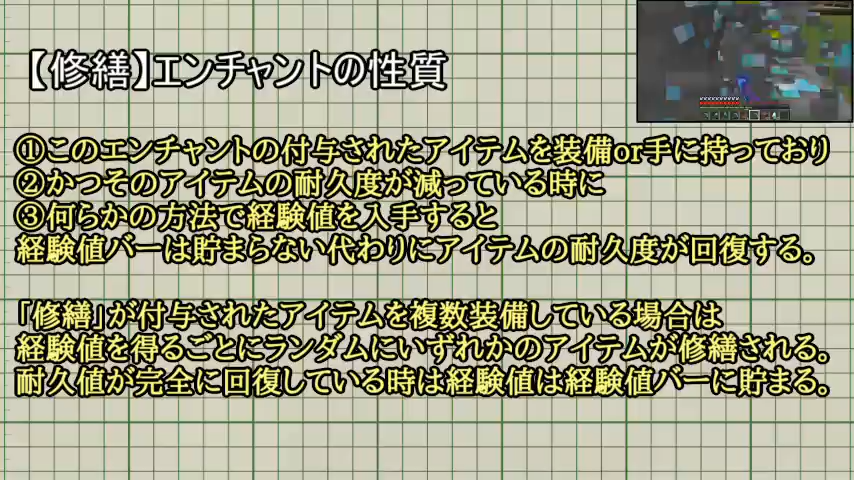 【修繕】エンチャントの性質
①このエンチャントの付与されたアイテムを装備or手に持っており
②かつそのアイテムの耐久度が減っている時に
③何らかの方法で経験値を入手すると
経験値バーは貯まらない代わりにアイテムの耐久度が回復する。
「修繕」が付与されたアイテムを複数装備している場合は
経験値を得るごとにランダムにいずれかのアイテムが修繕される。
耐久値が完全に回復している時は経験値は経験値バーに貯まる。